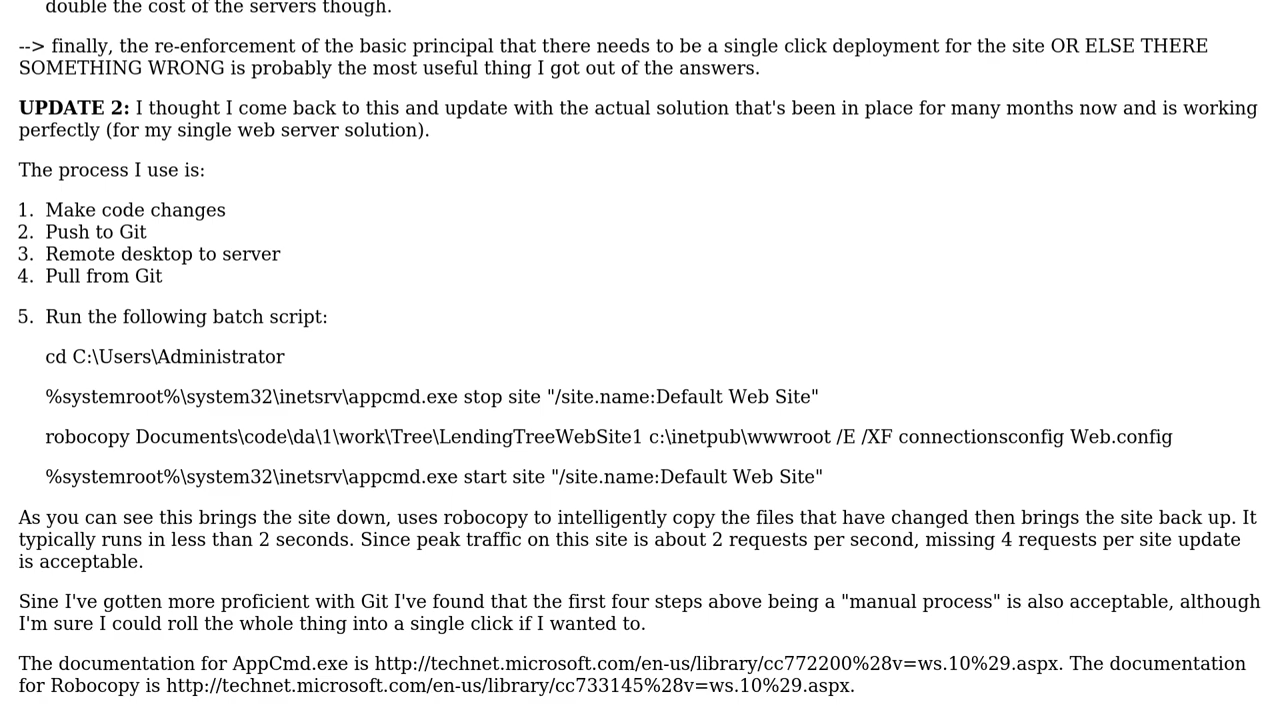 double the cost of the servers though.
--> finally, the re-enforcement of the basic principal that there needs to be a single click deployment for the site OR ELSE THERE
SOMETHING WRONG is probably the most useful thing I got out of the answers.
UPDATE 2: I thought I come back to this and update with the actual solution that's been in place for many months now and is working
perfectly (for my single web server solution).
The process I use is:
1. Make code changes
2. Push to Git
3. Remote desktop to server
4. Pull from Git
5. Run the following batch script:
cd C:\Users\Administrator
%systemroot%\system32\inetsrv\appcmd.exe stop site "/site.name:Default Web Site"
robocopy Documents\code\da\1\work\Tree\LendingTreeWebSite1 c:\inetpub\wwwroot /E /XF connectionsconfig Web.config
%systemroot%\system32\inetsrv\appcmd.exe start site "/site.name:Default Web Site"
As you can see this brings the site down, uses robocopy to intelligently copy the files that have changed then brings the site back up. It
typically runs in less than 2 seconds. Since peak traffic on this site is about 2 requests per second, missing 4 requests per site update
is acceptable.
Sine I've gotten more proficient with Git I've found that the first four steps above being a "manual process" is also acceptable, although
I'm sure I could roll the whole thing into a single click if I wanted to.
The documentation for AppCmd.exe is http://technet.microsoft.com/en-us/library/cc772200%28v=ws.10%29.aspx. The documentation
for Robocopy is http://technet.microsoft.com/en-us/library/cc733145%28v=ws.10%29.aspx.